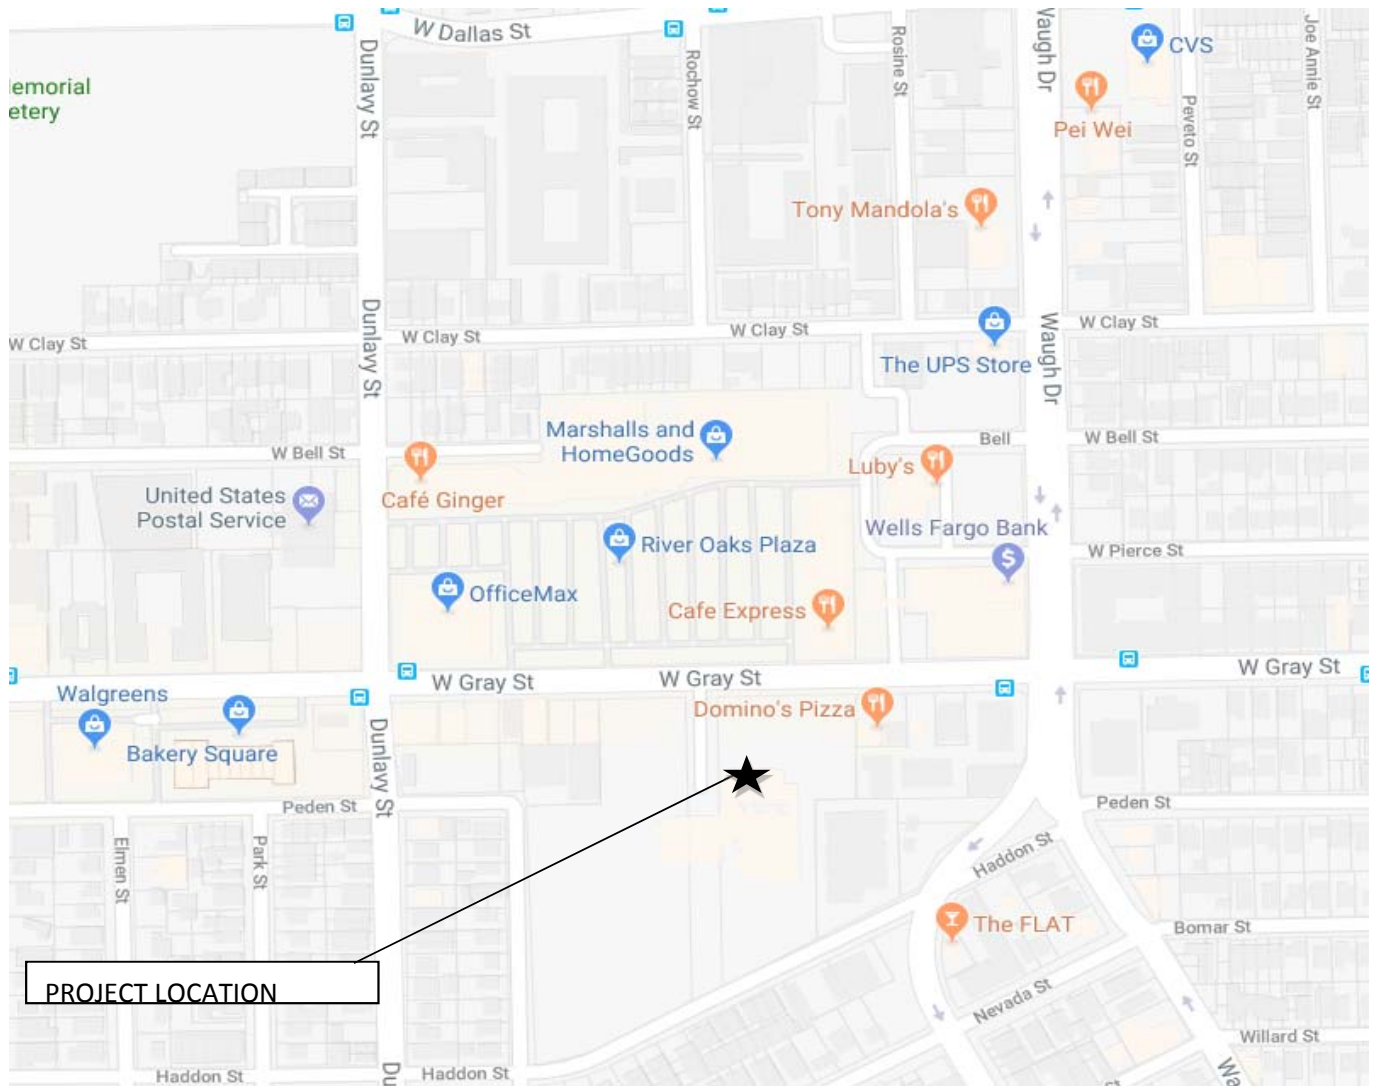 W Dallas St
Dunlavy St
Rochow St
Rosine St
Waugh Dr
CVS
Joe Annie St
emorial
etery
Pei Wei
Peveto St
Tony Mandola's
Dunlavy St
W Clay St
W Clay St
W Clay St
W Clay St
The UPS Store
Waugh Dr
Marshalls and
HomeGoods
W Bell St
Bell
W Bell St
Luby's
Café Ginger
United States
Postal Service
Wells Fargo Bank
River Oaks Plaza
W Pierce St
OfficeMax
Cafe Express
W Gray St
W Gray St
W Gray St
Walgreens
Bakery Square
Domino's Pizza
Dunlavy St
Peden St
Peden St
Elmen St
Park St
Haddon St
The FLAT
Bomar St
PROJECT LOCATION
Nevada St
Willard St
Haddon St
Haddon St
Du
Wa
st